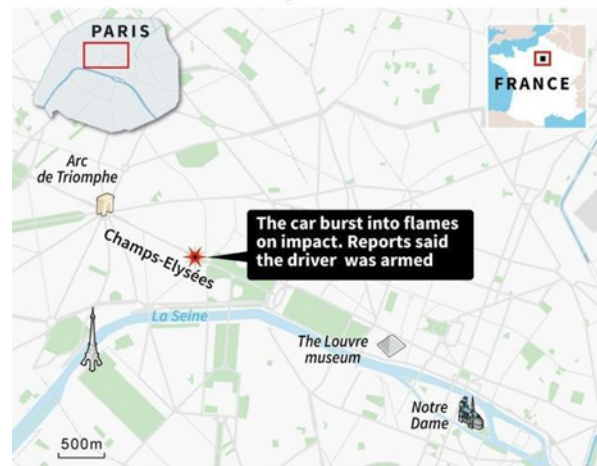 PARIS
FRANCE
Arc
de Triomphe
Champs-Elysées
The car burst into flames
on impact. Reports said
the driver was armed
La Seine
The Louvre
museum
Notre
Dame
500m